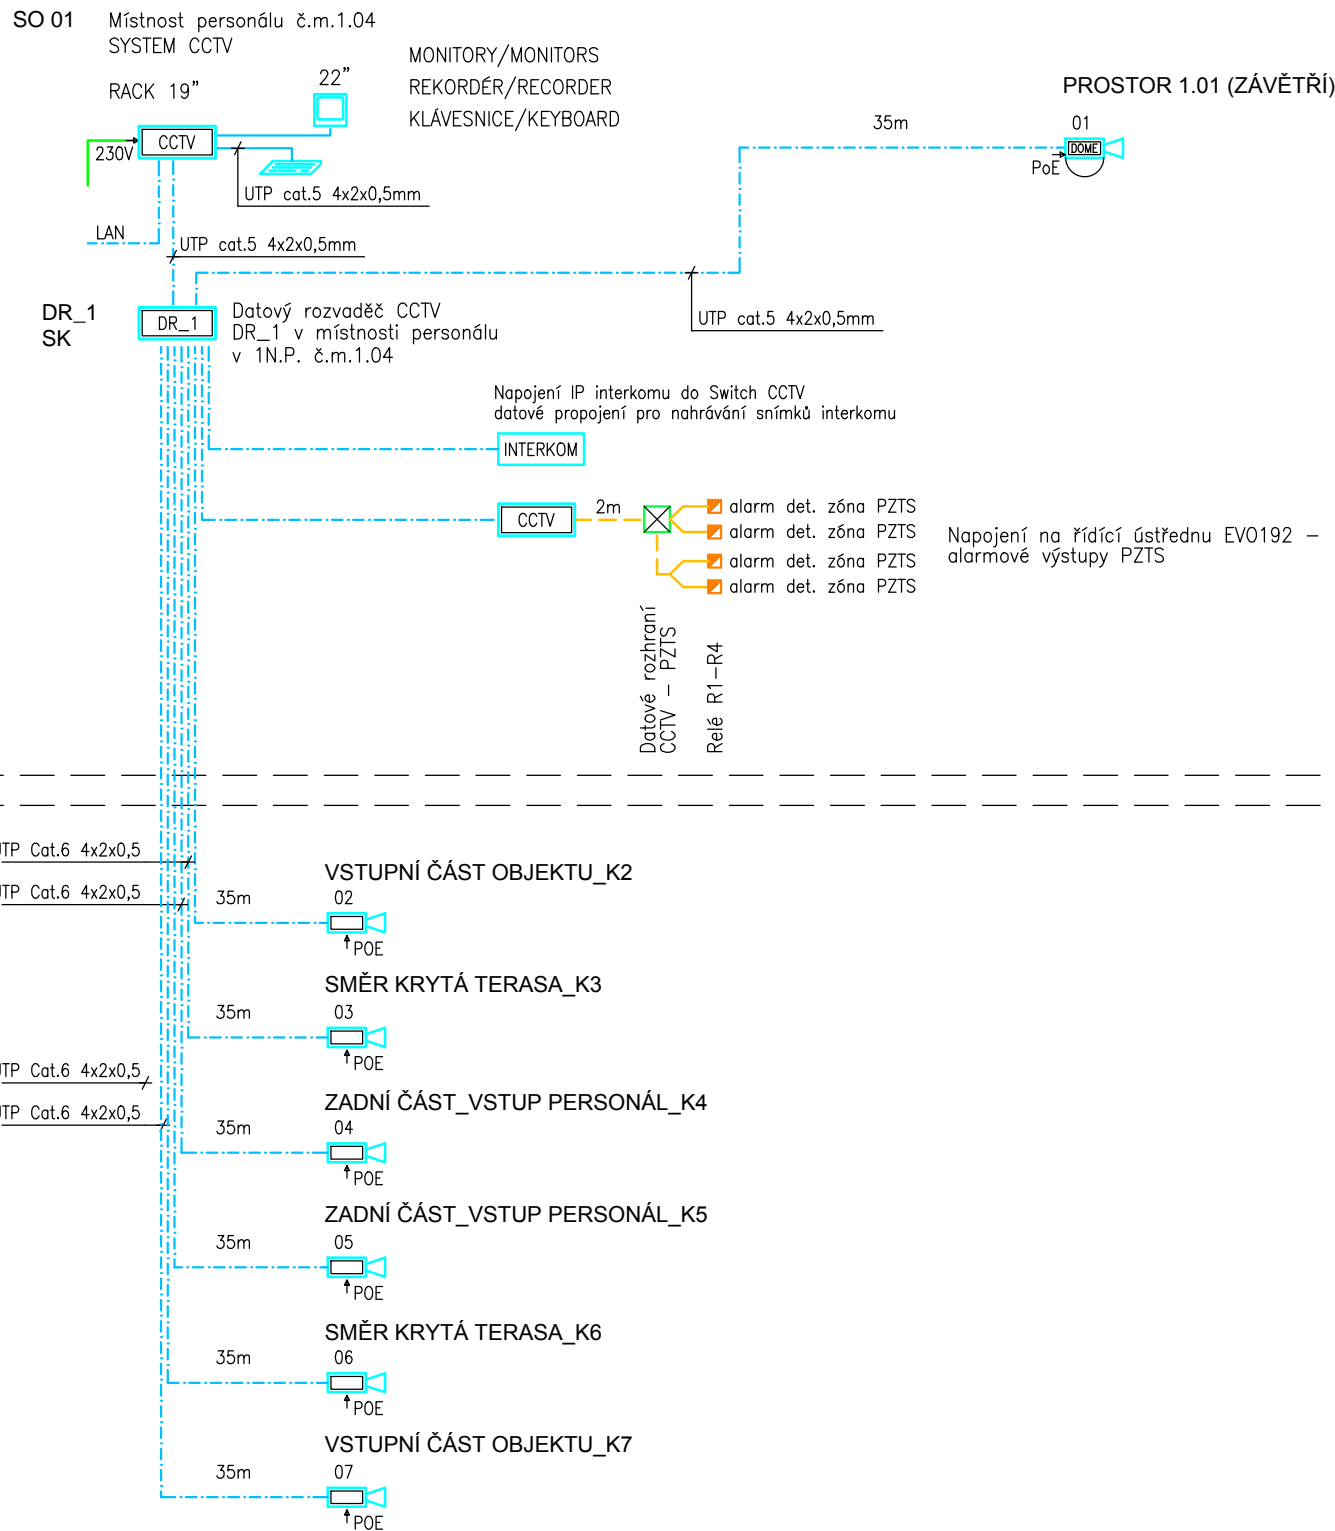 SO 01
Místnost personálu č.m.1.04
SYSTEM CCTV
RACK 19"
22"
MONITORY/MONITORS
REKORDÉR/RECORDER
KLÁVESNICE/KEYBOARD
PROSTOR 1.01 (ZÁVĚTŘÍ)
CCTV
230V
35m
01
DOME
PoE
UTP cat.5 4x2x0,5mm
LAN
UTP cat.5 4x2x0,5mm
DR_1
SK
DR_1
Datový rozvaděč CCTV
DR_1 v místnosti personálu
v 1N.P. č.m.1.04
UTP cat.5 4x2x0,5mm
Napojení IP interkomu do Switch CCTV
datové propojení pro nahrávání snímků interkomu
INTERKOM
CCTV
2m
alarm det. zóna PZTS
alarm det. zóna PZTS
alarm det. zóna PZTS
alarm det. zóna PZTS
Napojení na řídící ústřednu EVO192 –
alarmové výstupy PZTS
Datové rozhraní
CCTV – PZTS
Relé R1–R4
UTP Cat.6 4x2x0,5
UTP Cat.6 4x2x0,5
VSTUPNÍ ČÁST OBJEKTU_K2
35m
02
POE
SMĚR KRYTÁ TERASA_K3
35m
03
POE
UTP Cat.6 4x2x0,5
UTP Cat.6 4x2x0,5
ZADNÍ ČÁST_VSTUP PERSONÁL_K4
35m
04
POE
ZADNÍ ČÁST_VSTUP PERSONÁL_K5
35m
05
POE
SMĚR KRYTÁ TERASA_K6
35m
06
POE
VSTUPNÍ ČÁST OBJEKTU_K7
35m
07
POE